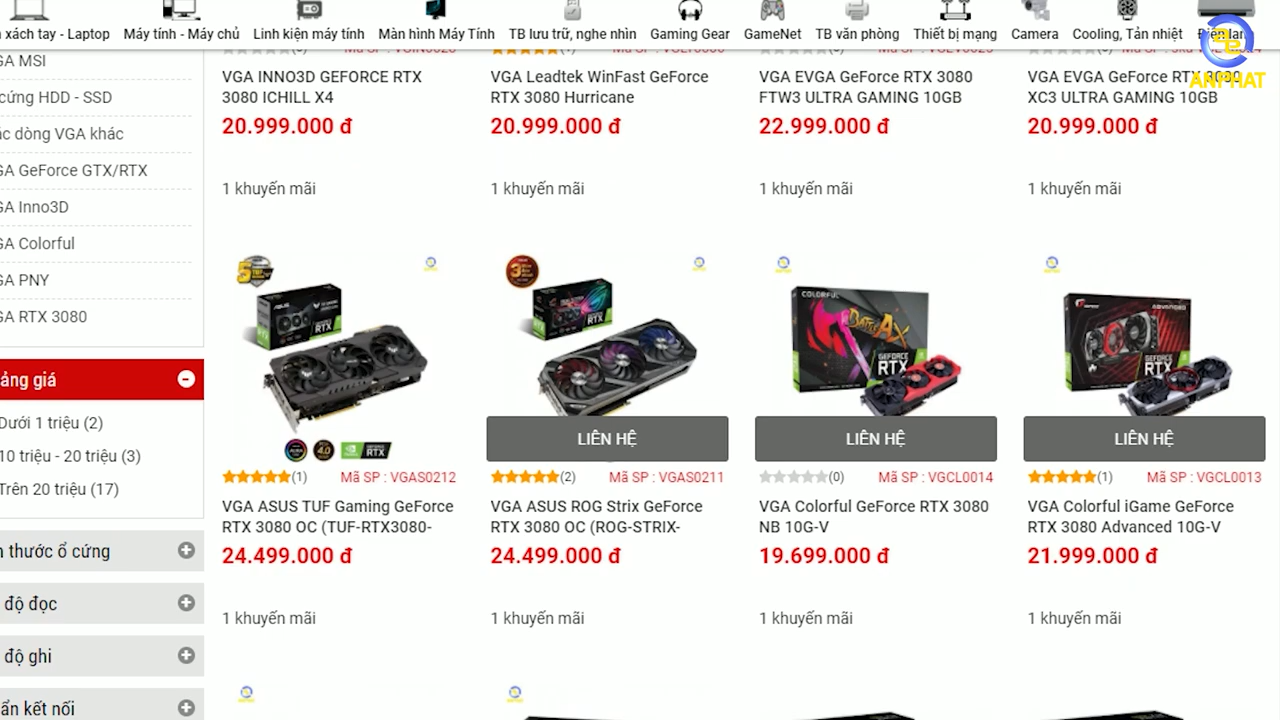 xách tay - Laptop
Máy tính - Máy chủ
Linh kiện máy tính
Màn hình Máy Tính
TB lưu trữ, nghe nhìn
Gaming Gear
GameNet
TB văn phòng
Thiết bị mạng
Camera
Cooling, Tản nhiệt
ANPHAT
GA MSI
cứng HDD - SSD
ác dòng VGA khác
GA GeForce GTX/RTX
GA Inno3D
GA Colorful
GA PNY
GA RTX 3080
ảng giá
Dưới 1 triệu (2)
10 triệu - 20 triệu (3)
Trên 20 triệu (17)
thước ổ cứng
độ đọc
độ ghi
ẩn kết nối
VGA INNO3D GEFORCE RTX
3080 ICHILL X4
20.999.000 đ
1 khuyến mãi
VGA Leadtek WinFast GeForce
RTX 3080 Hurricane
20.999.000 đ
1 khuyến mãi
VGA EVGA GeForce RTX 3080
FTW3 ULTRA GAMING 10GB
22.999.000 đ
1 khuyến mãi
VGA EVGA GeForce RTX 3080
XC3 ULTRA GAMING 10GB
20.999.000 đ
1 khuyến mãi
(1)
Mã SP : VGAS0212
VGA ASUS TUF Gaming GeForce
RTX 3080 OC (TUF-RTX3080-
24.499.000 đ
1 khuyến mãi
LIÊN HỆ
(2)
Mã SP : VGAS0211
VGA ASUS ROG Strix GeForce
RTX 3080 OC (ROG-STRIX-
24.499.000 đ
1 khuyến mãi
COLORFUL
BATTLE AX
GEFORCE
RTX
LIÊN HỆ
(0)
Mã SP : VGCL0014
VGA Colorful GeForce RTX 3080
NB 10G-V
19.699.000 đ
1 khuyến mãi
ADVANCED
GEFORCE
RTX
LIÊN HỆ
(1)
Mã SP : VGCL0013
VGA Colorful iGame GeForce
RTX 3080 Advanced 10G-V
21.999.000 đ
1 khuyến mãi